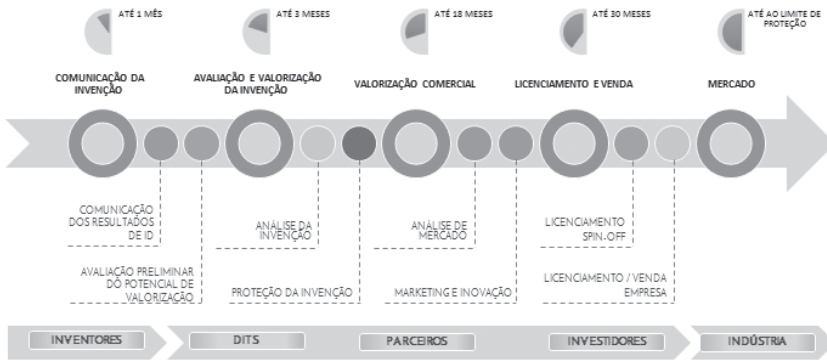 ATÉ 1 MÊS
ATÉ 3 MESES
ATÉ 18 MESES
ATÉ 30 MESES
ATÉ AO LIMITE DE
PROTEÇÃO
COMUNICAÇÃO DA
INVENÇÃO
AVALIAÇÃO E VALORIZAÇÃO
DA INVENÇÃO
VALORIZAÇÃO COMERCIAL
LICENCIAMENTO E VENDA
MERCADO
COMUNICAÇÃO
DOS RESULTADOS
DE ID
AVALIAÇÃO PRELIMINAR
DO POTENCIAL DE
VALORIZAÇÃO
ANÁLISE DA
INVENÇÃO
PROTEÇÃO DA INVENÇÃO
ANÁLISE DE
MERCADO
MARKETING E INOVAÇÃO
LICENCIAMENTO
SPIN-OFF
LICENCIAMENTO / VENDA
EMPRESA
INVENTORES
DITS
PARCEIROS
INVESTIDORES
INDÚSTRIA